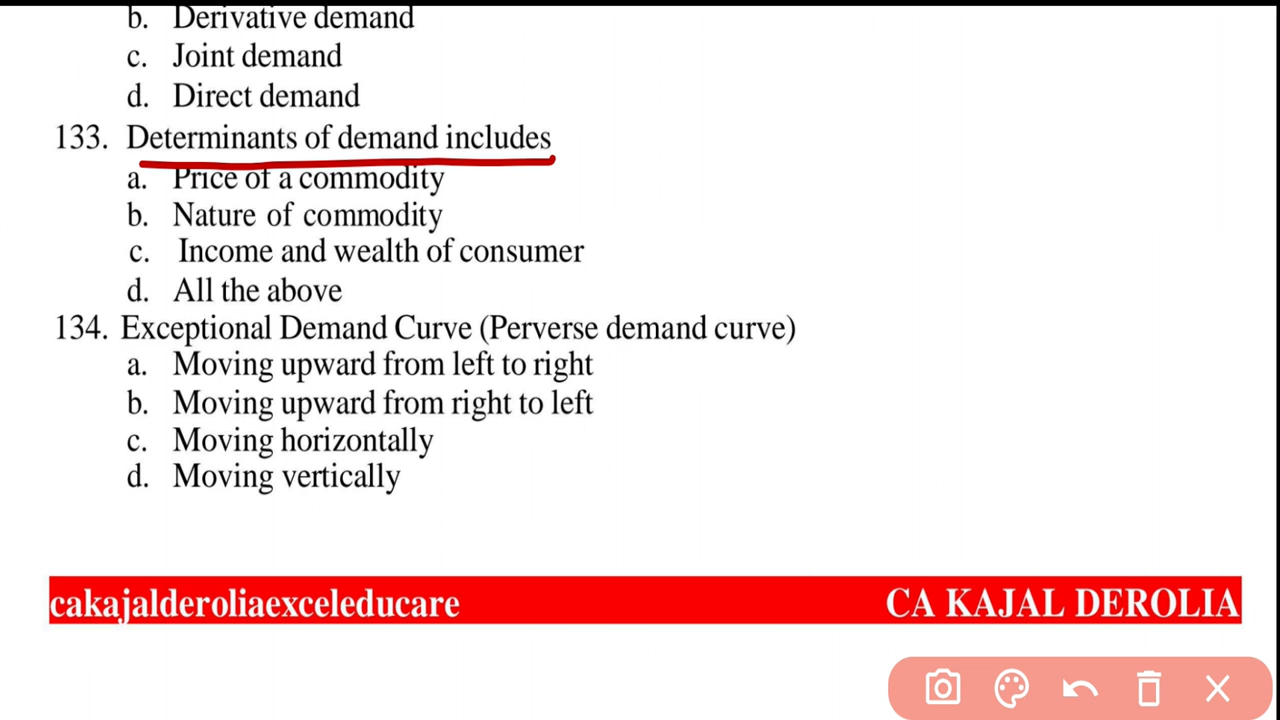 b. Derivative demand
c. Joint demand
d. Direct demand
133. Determinants of demand includes
a. Price of a commodity
b. Nature of commodity
c. Income and wealth of consumer
d. All the above
134. Exceptional Demand Curve (Perverse demand curve)
a. Moving upward from left to right
b. Moving upward from right to left
c. Moving horizontally
d. Moving vertically
cakajalderoliaexceleducare CA KAJAL DEROLIA